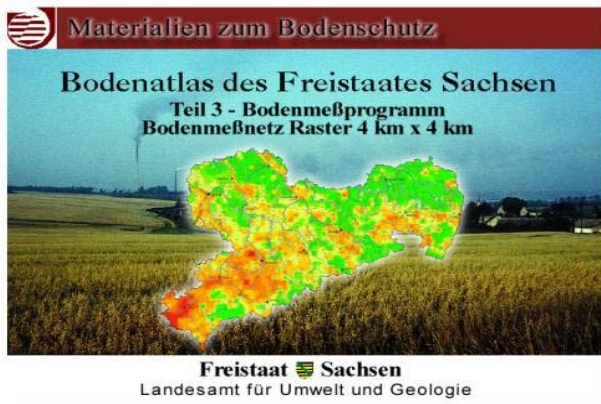 Materialien zum Bodenschutz
Bodenatlas des Freistaates Sachsen
Teil 3 - Bodenmeßprogramm
Bodenmeßnetz Raster 4 km x 4 km
Freistaat Sachsen
Landesamt für Umwelt und Geologie